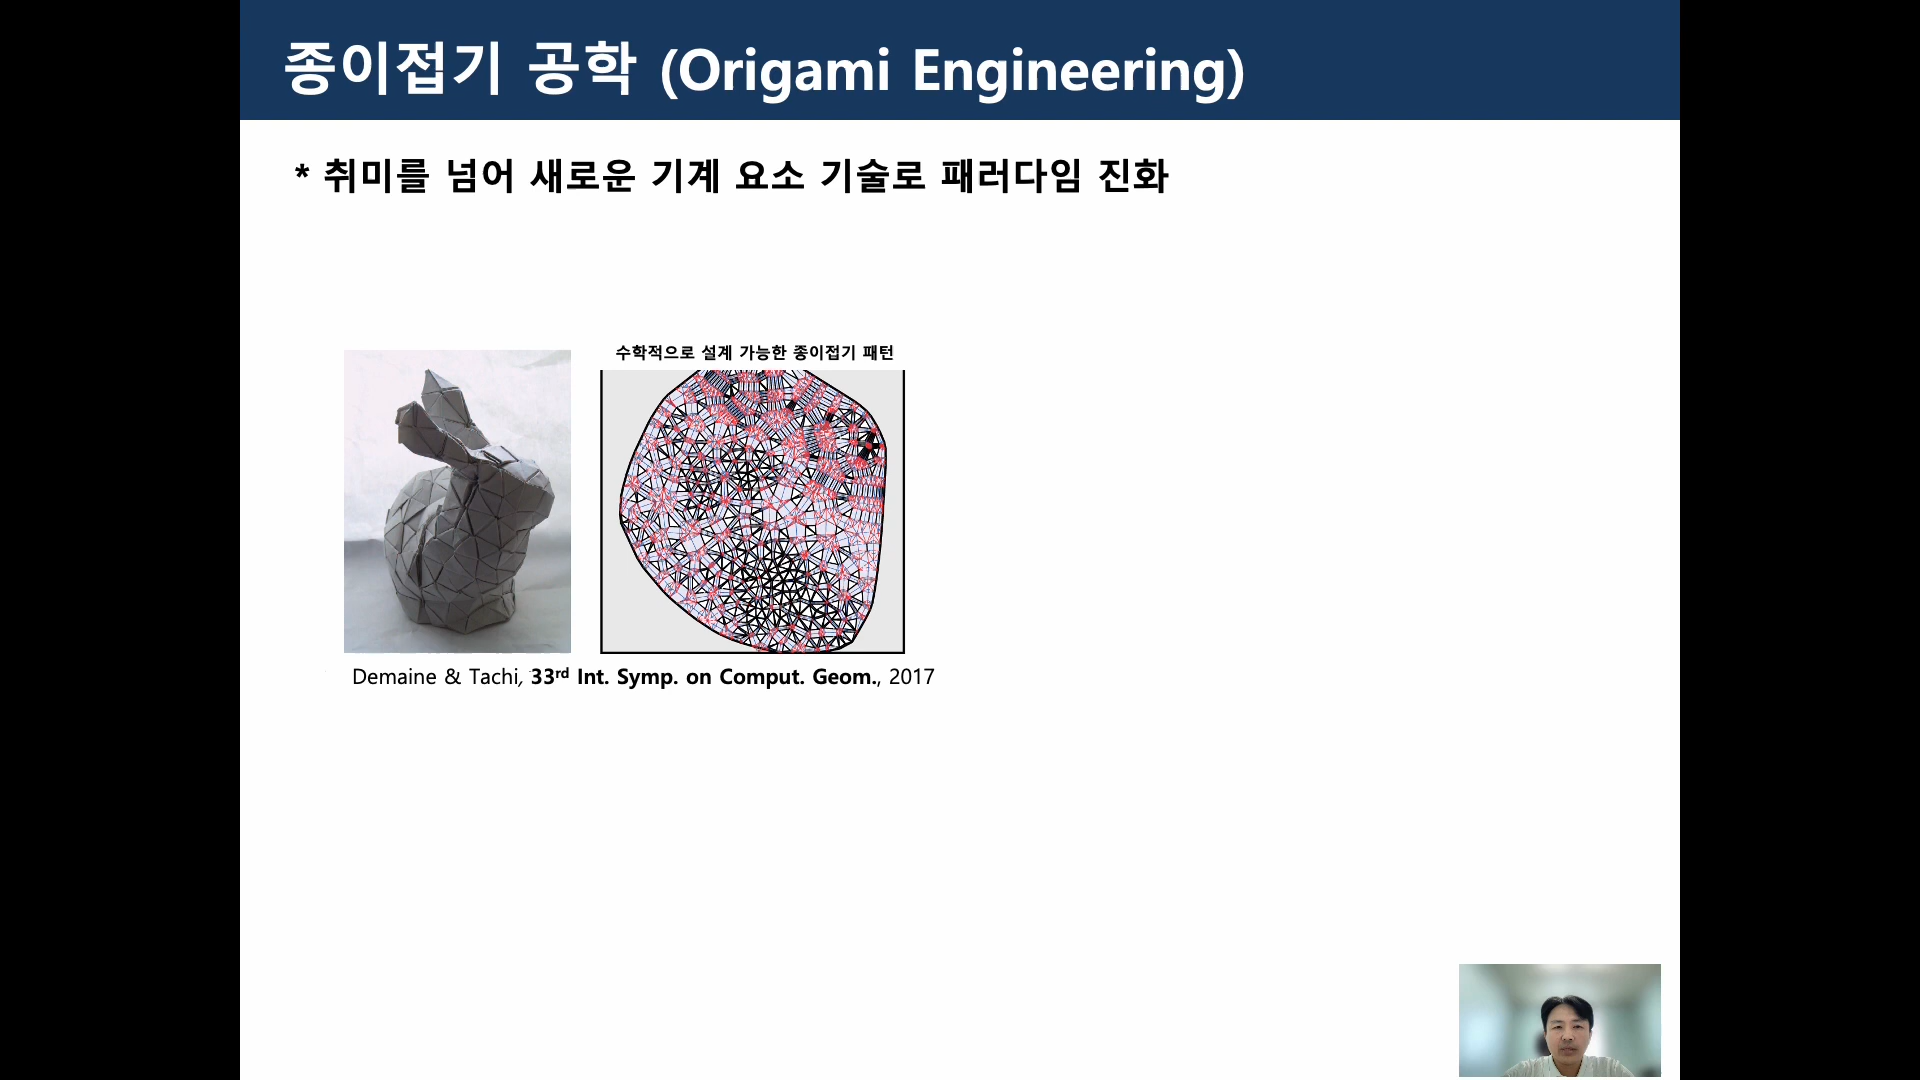 종이접기 공학 (Origami Engineering)
* 취미를 넘어 새로운 기계 요소 기술로 패러다임 진화
수학적으로 설계 가능한 종이접기 패턴
Demaine & Tachi, 33rd Int. Symp. on Comput. Geom., 2017